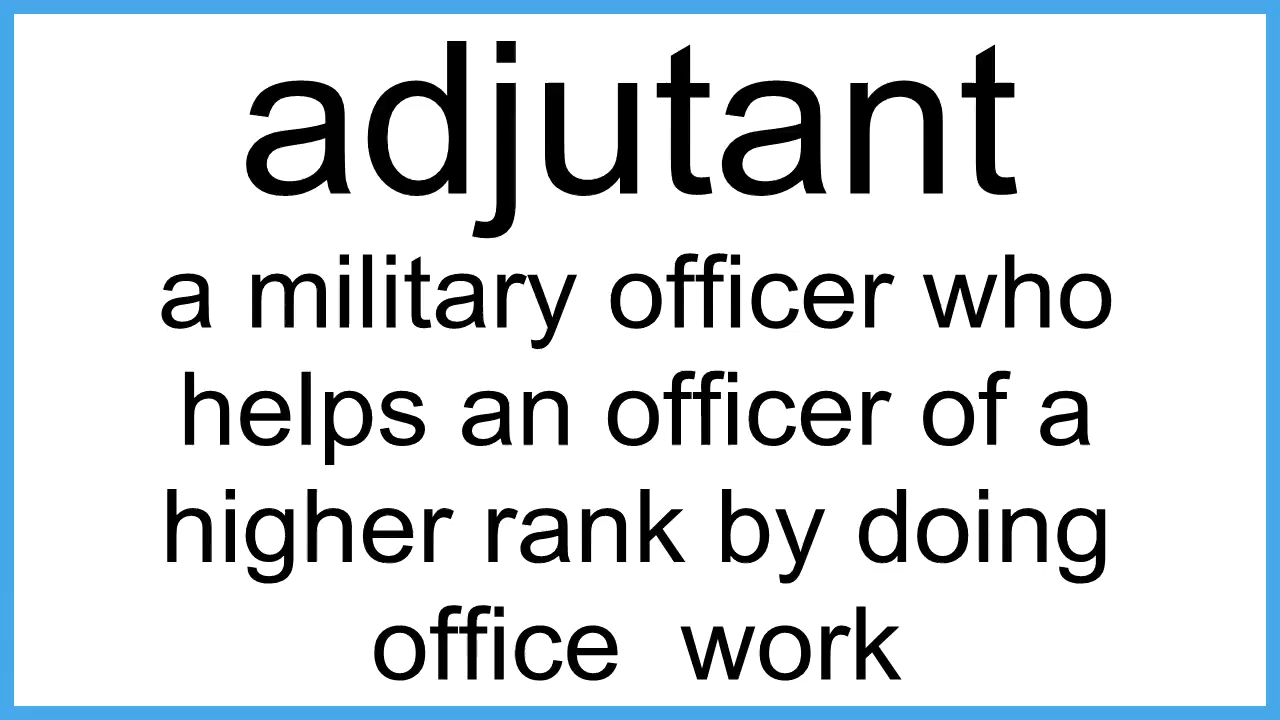 adjutant
a military officer who
helps an officer of a
higher rank by doing
office  work